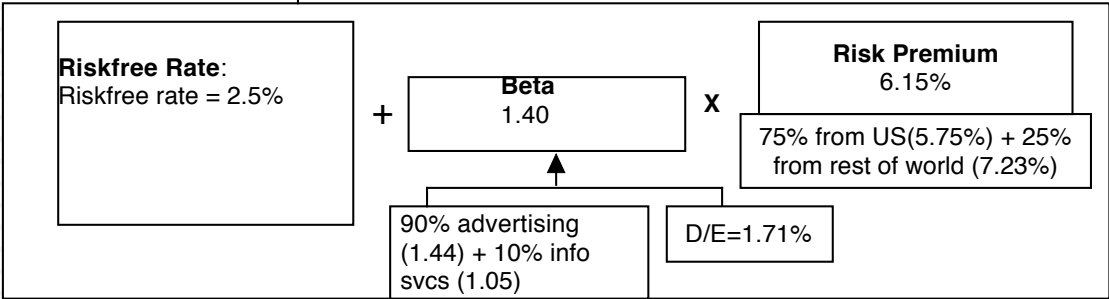 Riskfree Rate:
Riskfree rate = 2.5%
+
Beta
1.40
X
Risk Premium
6.15%
75% from US(5.75%) + 25%
from rest of world (7.23%)
90% advertising
(1.44) + 10% info
svcs (1.05)
D/E=1.71%